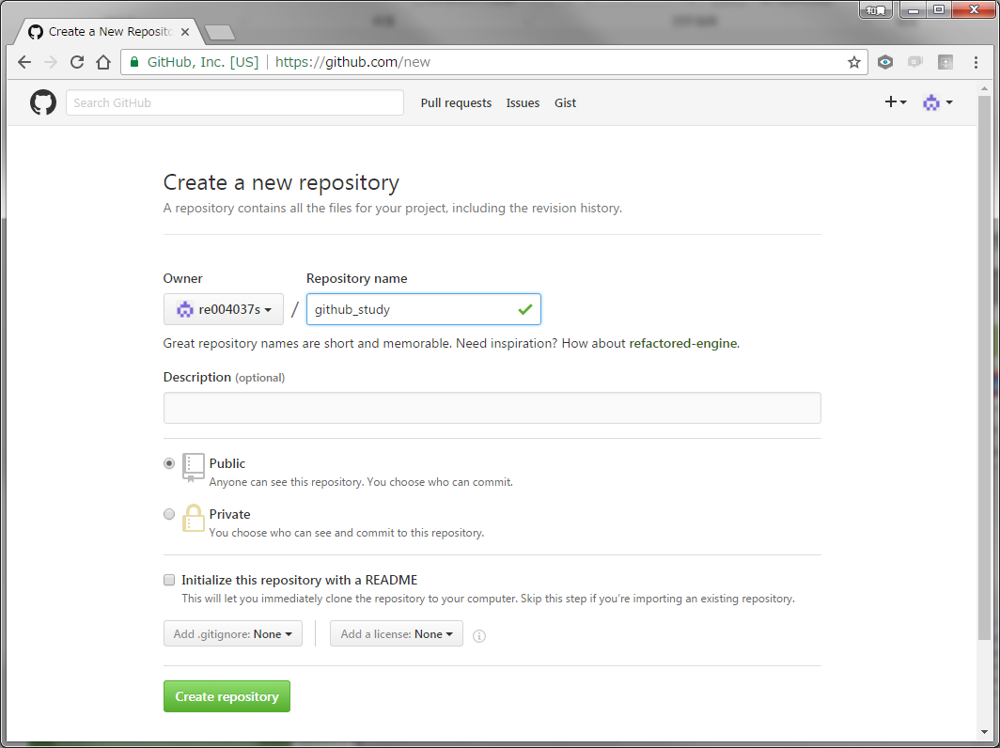 和真
Create a New Reposito
GitHub, Inc. [US] | https://github.com/new
Search GitHub
Pull requests Issues Gist
Create a new repository
A repository contains all the files for your project, including the revision history.
Owner Repository name
re004037s / github_study
Great repository names are short and memorable. Need inspiration? How about refactored-engine.
Description (optional)
Public
Anyone can see this repository. You choose who can commit.
Private
You choose who can see and commit to this repository.
Initialize this repository with a README
This will let you immediately clone the repository to your computer. Skip this step if you’re importing an existing repository.
Add .gitignore: None Add a license: None
Create repository